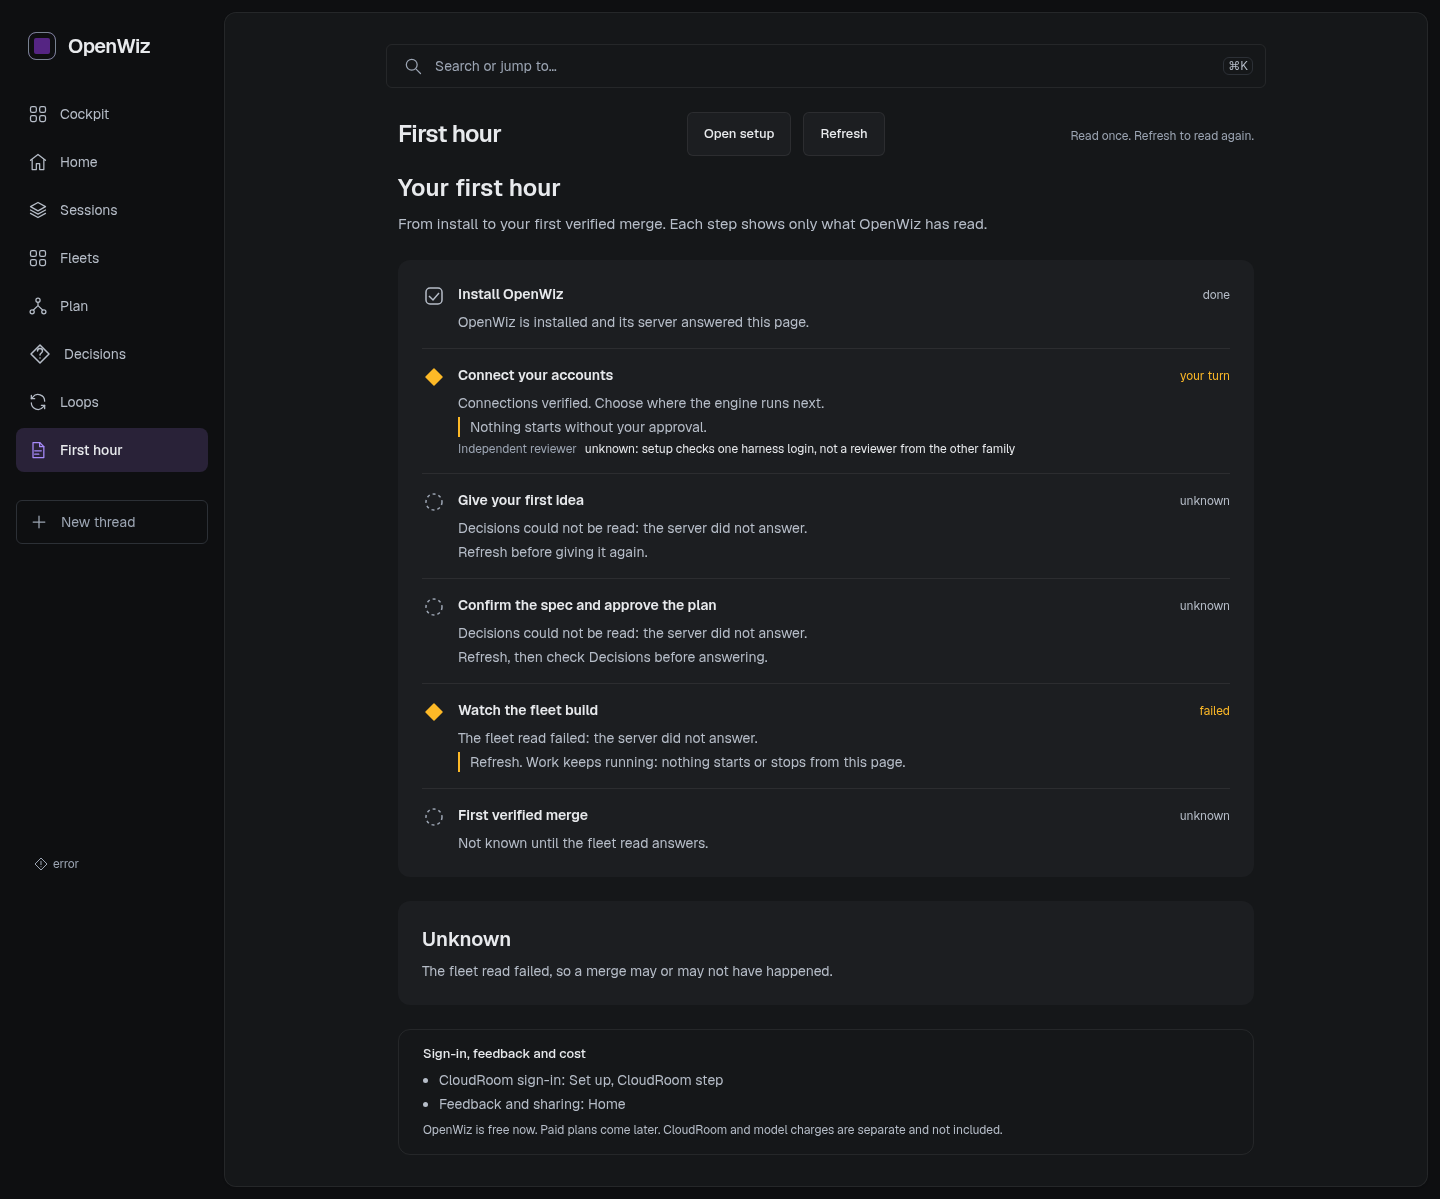 OpenWiz
Cockpit
Home
Sessions
Fleets
Plan
Decisions
Loops
First hour
New thread
error
Search or jump to...
⌘K
First hour
Open setup
Refresh
Read once. Refresh to read again.
Your first hour
From install to your first verified merge. Each step shows only what OpenWiz has read.
Install OpenWiz
done
OpenWiz is installed and its server answered this page.
Connect your accounts
your turn
Connections verified. Choose where the engine runs next.
Nothing starts without your approval.
Independent reviewer unknown: setup checks one harness login, not a reviewer from the other family
Give your first idea
unknown
Decisions could not be read: the server did not answer.
Refresh before giving it again.
Confirm the spec and approve the plan
unknown
Decisions could not be read: the server did not answer.
Refresh, then check Decisions before answering.
Watch the fleet build
failed
The fleet read failed: the server did not answer.
Refresh. Work keeps running: nothing starts or stops from this page.
First verified merge
unknown
Not known until the fleet read answers.
Unknown
The fleet read failed, so a merge may or may not have happened.
Sign-in, feedback and cost
• CloudRoom sign-in: Set up, CloudRoom step
• Feedback and sharing: Home
OpenWiz is free now. Paid plans come later. CloudRoom and model charges are separate and not included.